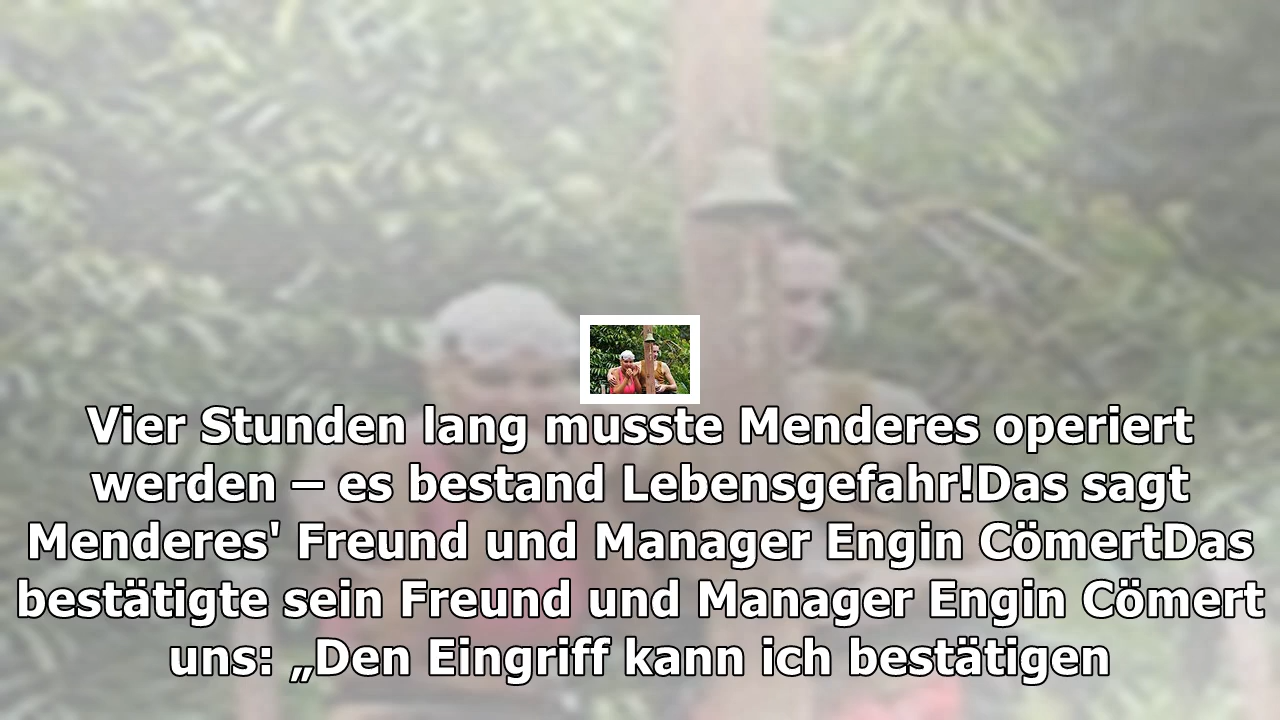 Vier Stunden lang musste Menderes operiert
werden – es bestand Lebensgefahr!Das sagt
Menderes' Freund und Manager Engin CömertDas
bestätigte sein Freund und Manager Engin Cömert
uns: „Den Eingriff kann ich bestätigen